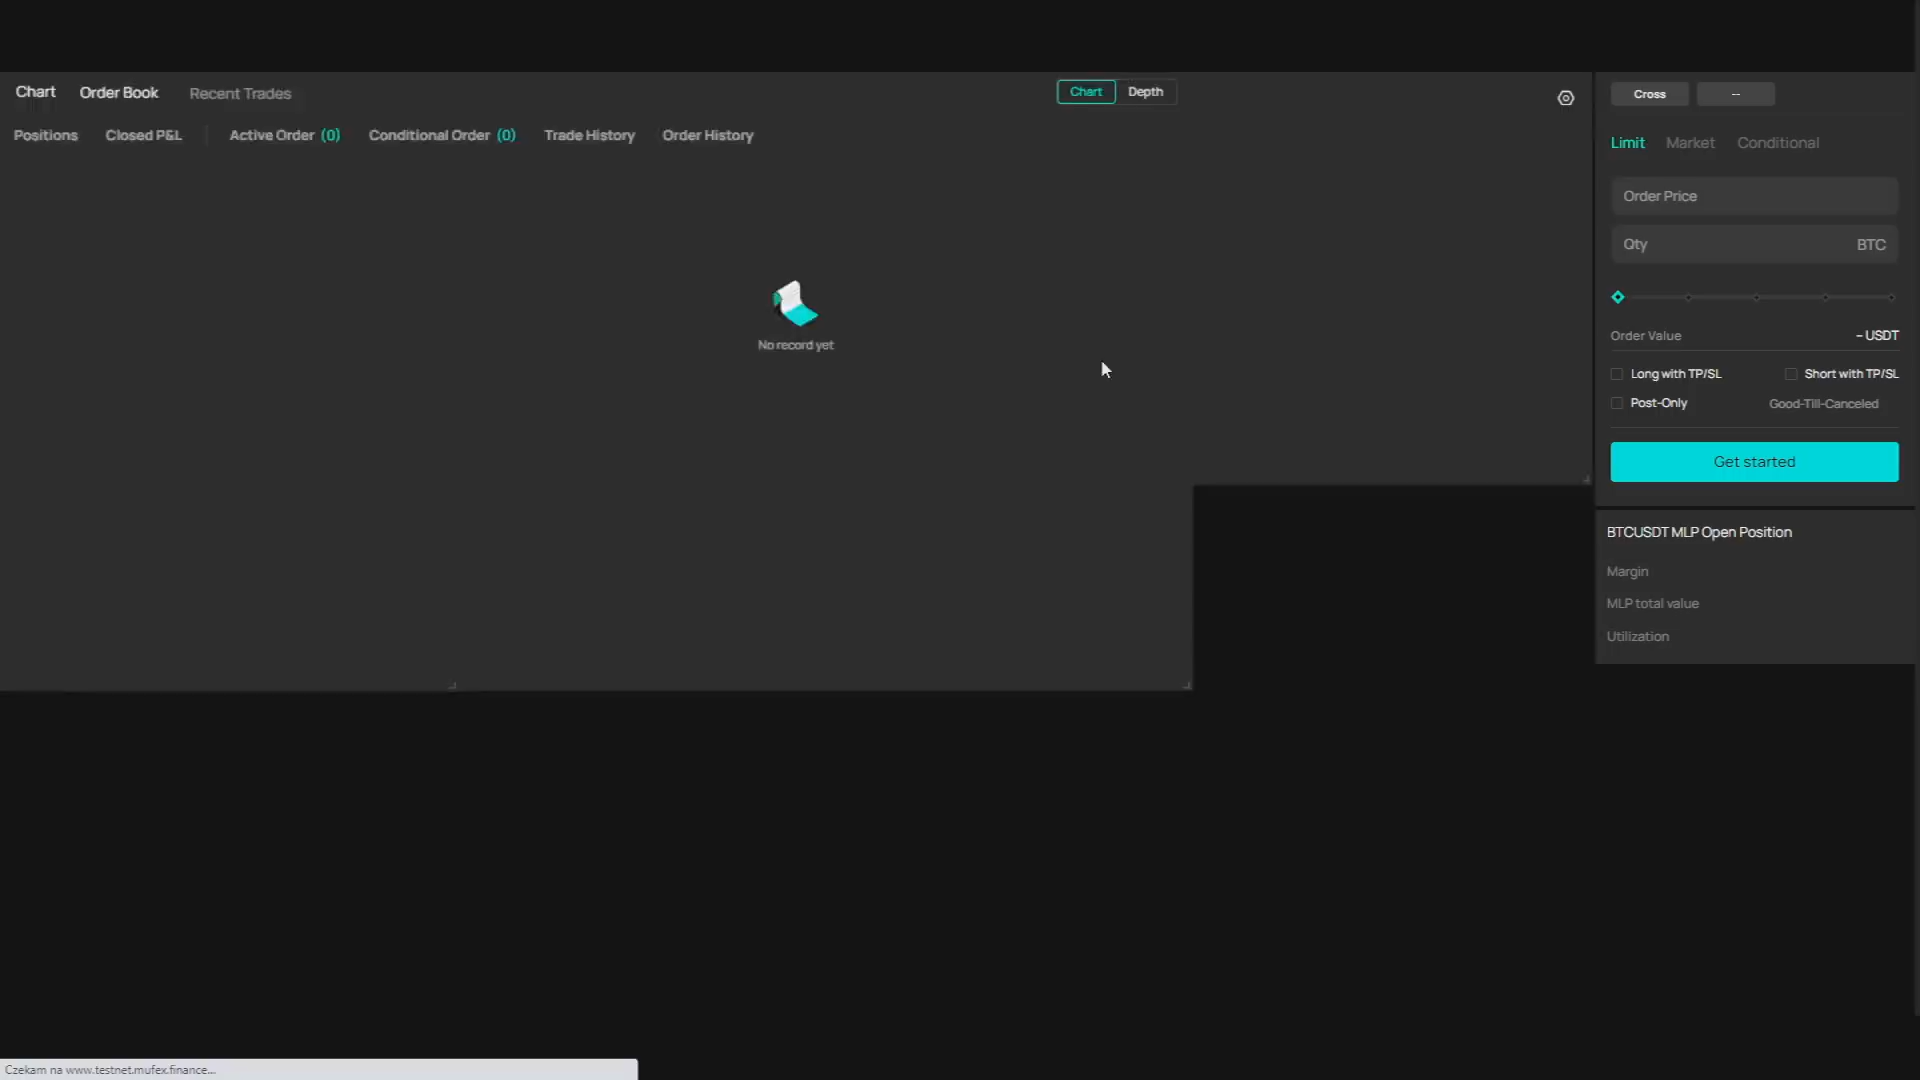 Chart Order Book Recent Trades
Chart Depth
Positions Closed P&L Active Order (0) Conditional Order (0) Trade History Order History
No record yet
Cross --
Limit Market Conditional
Order Price
Qty BTC
Order Value -- USDT
Long with TP/SL Short with TP/SL
Post-Only Good-Till-Canceled
Get started
BTCUSDT MLP Open Position
Margin
MLP total value
Utilization
Czekam na www.testnet.mufex.finance...